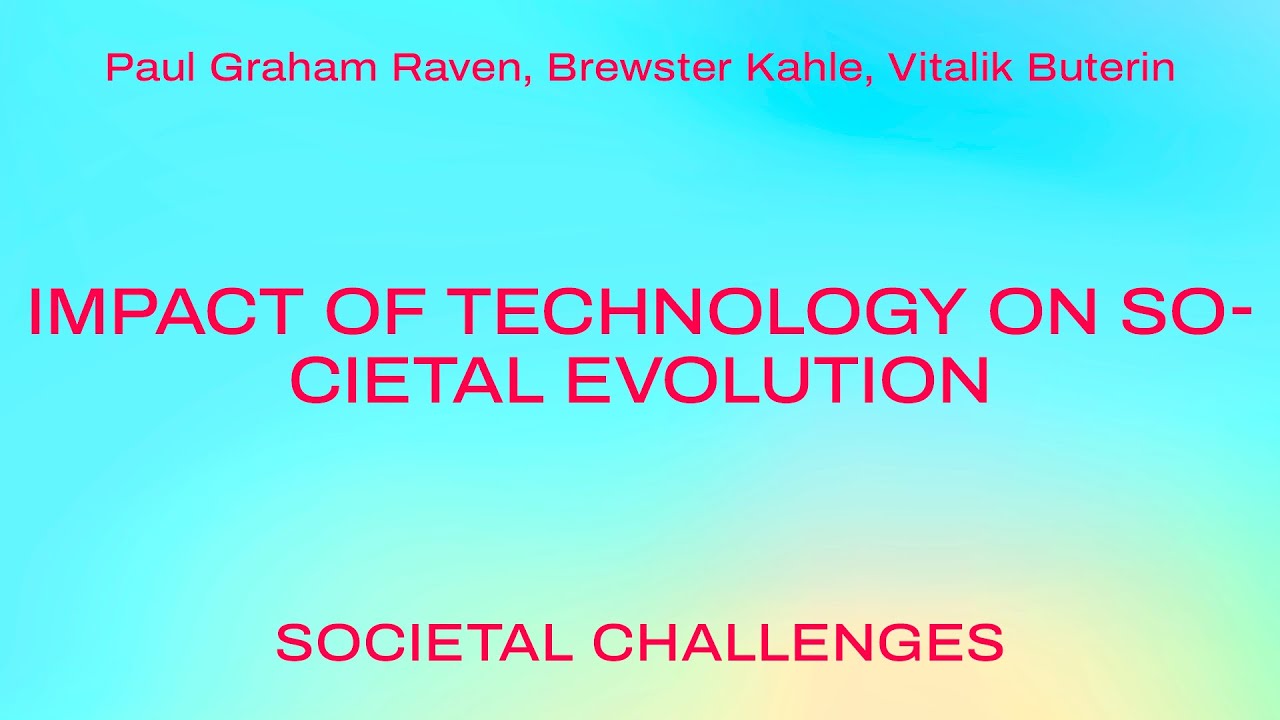 Paul Graham Raven, Brewster Kahle, Vitalik Buterin
IMPACT OF TECHNOLOGY ON SO-
CIETAL EVOLUTION
SOCIETAL CHALLENGES